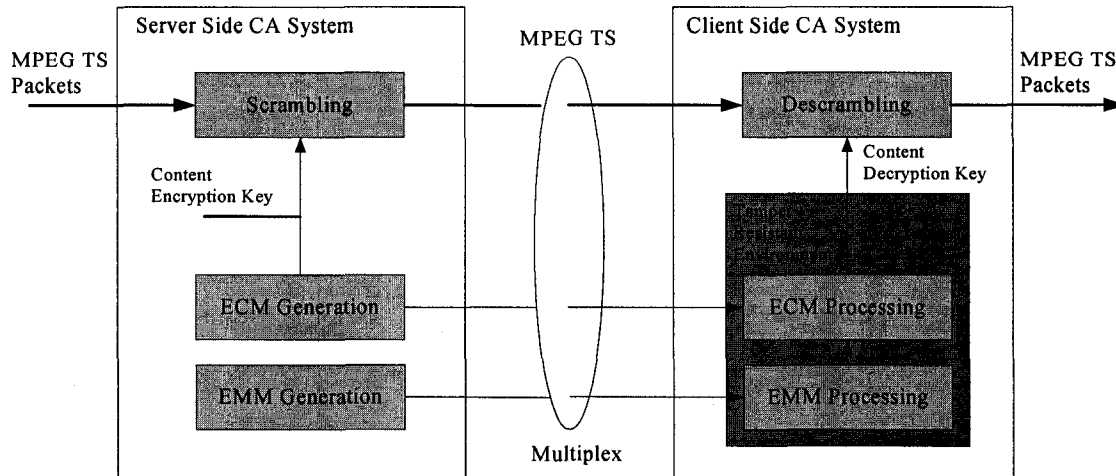 Server Side CA System
MPEG TS
Packets
Scrambling
Content
Encryption Key
ECM Generation
EMM Generation
MPEG TS
Multiplex
Client Side CA System
Descrambling
MPEG TS
Packets
Content
Decryption Key
ECM Processing
EMM Processing